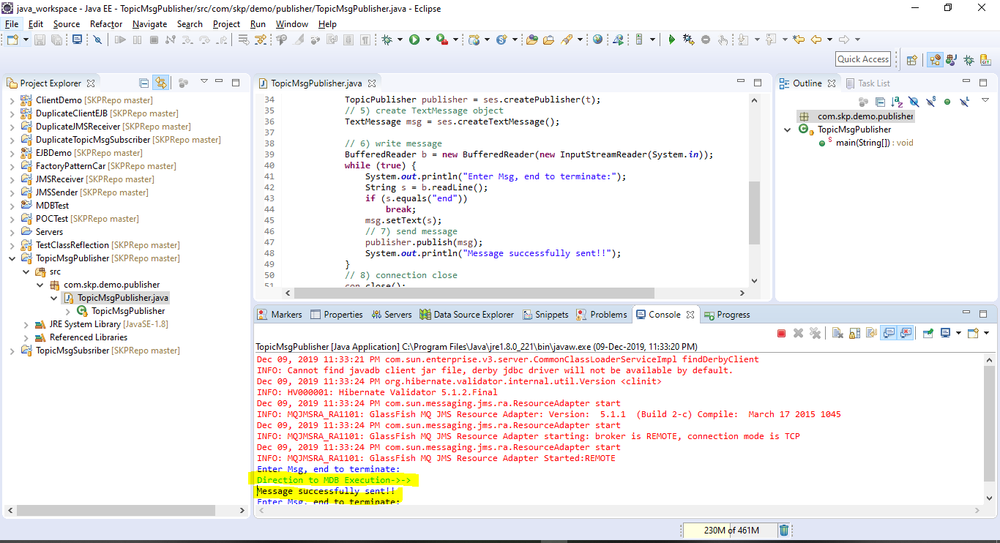 java_workspace - Java EE - TopicMsgPublisher/src/com/skp/demo/publisher/TopicMsgPublisher.java - Eclipse
File Edit Source Refactor Navigate Search Project Run Window Help
Quick Access
Project Explorer
ClientDemo [SKPRepo master]
DuplicateClientEJB [SKPRepo master]
DuplicateJMSReceiver [SKPRepo master]
DuplicateTopicMsgSubscriber [SKPRepo master]
EJBDemo [SKPRepo master]
FactoryPatternCar [SKPRepo master]
JMSReceiver [SKPRepo master]
JMSSender [SKPRepo master]
MDBTest
POCTest [SKPRepo master]
Servers
TestClassReflection [SKPRepo master]
TopicMsgPublisher [SKPRepo master]
src
com.skp.demo.publisher
TopicMsgPublisher.java
TopicMsgPublisher
JRE System Library [JavaSE-1.8]
Referenced Libraries
TopicMsgSubsriber [SKPRepo master]
TopicMsgPublisher.java
34 TopicPublisher publisher = ses.createPublisher(t);
35 // 5) create TextMessage object
36 TextMessage msg = ses.createTextMessage();
37
38 // 6) write message
39 BufferedReader b = new BufferedReader(new InputStreamReader(System.in));
40 while (true) {
41 System.out.println("Enter Msg, end to terminate:");
42 String s = b.readLine();
43 if (s.equals("end"))
44 break;
45 msg.setText(s);
46 // 7) send message
47 publisher.publish(msg);
48 System.out.println("Message successfully sent!!");
49 }
50 // 8) connection close
51 con.close();
Outline Task List
com.skp.demo.publisher
TopicMsgPublisher
main(String[]) : void
Markers Properties Servers Data Source Explorer Snippets Problems Console Progress
TopicMsgPublisher [Java Application] C:\Program Files\Java\jre1.8.0_221\bin\javaw.exe (09-Dec-2019, 11:33:20 PM)
Dec 09, 2019 11:33:21 PM com.sun.enterprise.v3.server.CommonClassLoaderServiceImpl findDerbyClient
INFO: Cannot find javadb client jar file, derby jdbc driver will not be available by default.
Dec 09, 2019 11:33:24 PM org.hibernate.validator.internal.util.Version <clinit>
INFO: HV000001: Hibernate Validator 5.1.2.Final
Dec 09, 2019 11:33:24 PM com.sun.messaging.jms.ra.ResourceAdapter start
INFO: MQJMSRA_RA1101: GlassFish MQ JMS Resource Adapter: Version:  5.1.1  (Build 2-c) Compile:  March 17 2015 1045
Dec 09, 2019 11:33:24 PM com.sun.messaging.jms.ra.ResourceAdapter start
INFO: MQJMSRA_RA1101: GlassFish MQ JMS Resource Adapter starting: broker is REMOTE, connection mode is TCP
Dec 09, 2019 11:33:24 PM com.sun.messaging.jms.ra.ResourceAdapter start
INFO: MQJMSRA_RA1101: GlassFish MQ JMS Resource Adapter Started:REMOTE
Enter Msg, end to terminate:
Direction to MDB Execution->->
Message successfully sent!!
Enter Msg, end to terminate:
230M of 461M